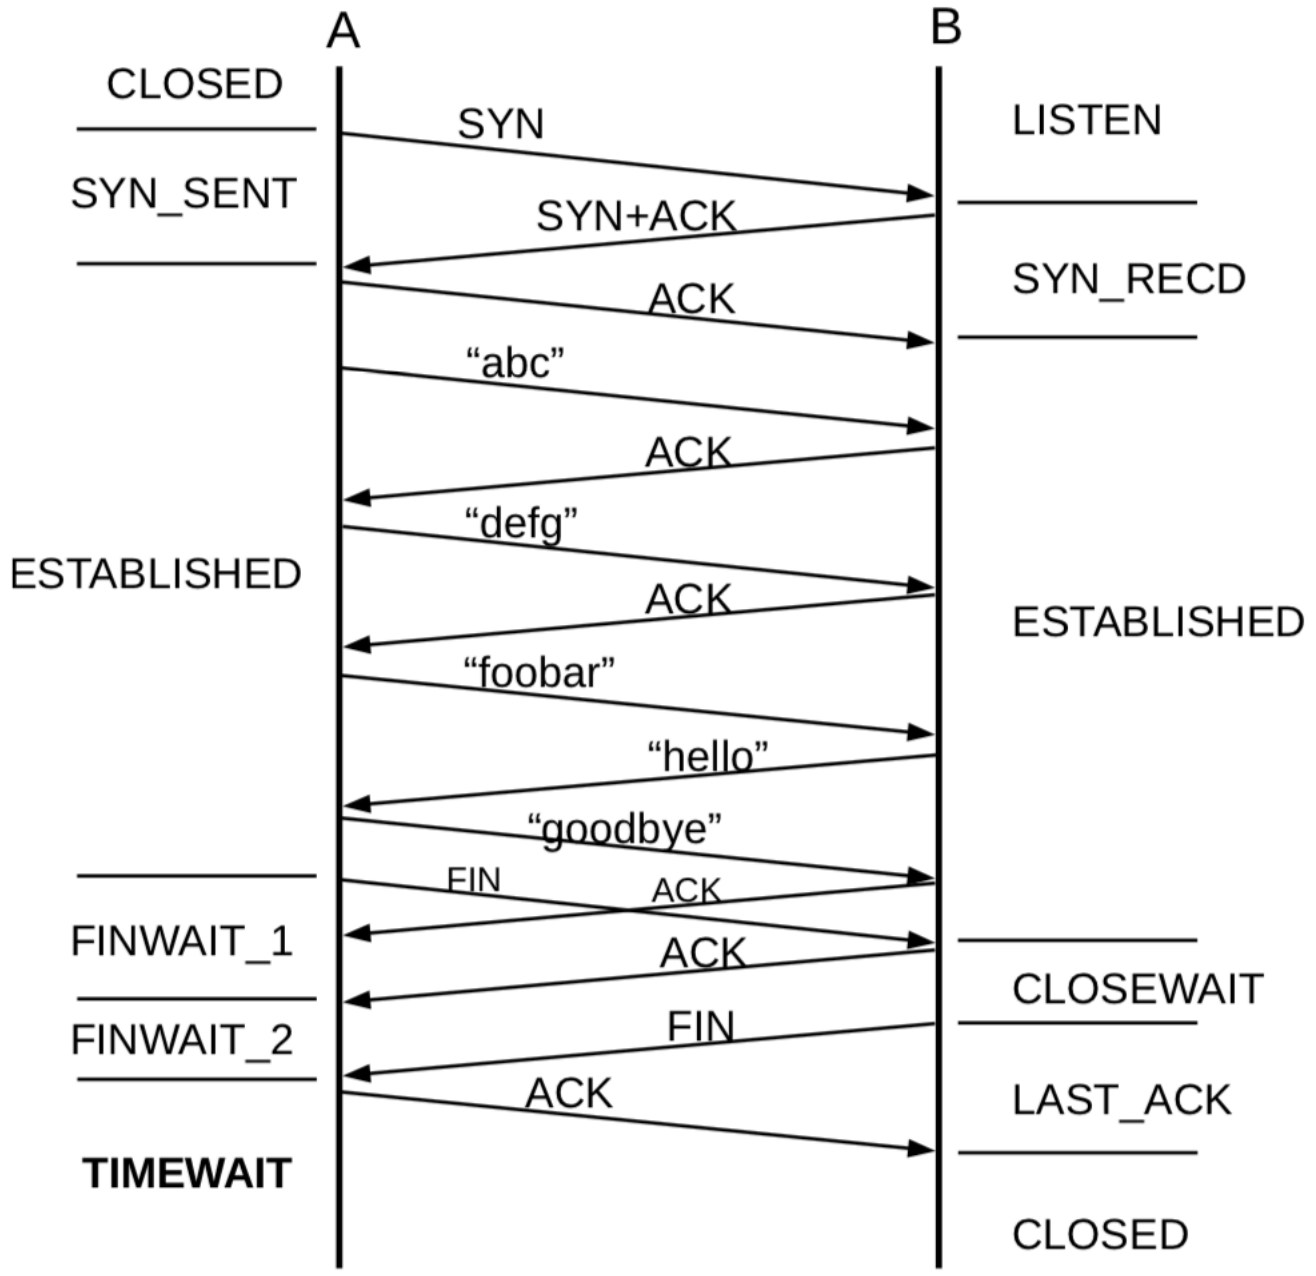 A
B
CLOSED
LISTEN
SYN
SYN_SENT
SYN+ACK
SYN_RECD
ACK
“abc”
ACK
“defg”
ESTABLISHED
ACK
ESTABLISHED
“foobar”
“hello”
“goodbye”
FIN
ACK
FINWAIT_1
ACK
CLOSEWAIT
FINWAIT_2
FIN
ACK
LAST_ACK
TIMEWAIT
CLOSED